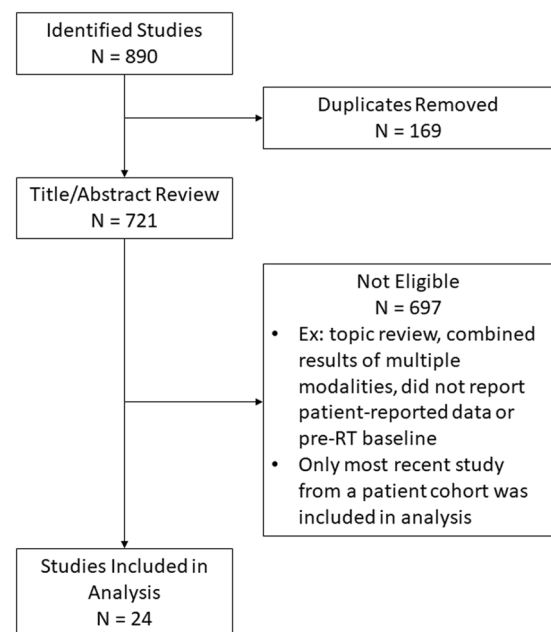 Identified Studies
N = 890
Duplicates Removed
N = 169
Title/Abstract Review
N = 721
Not Eligible
N = 697
• Ex: topic review, combined
results of multiple
modalities, did not report
patient-reported data or
pre-RT baseline
• Only most recent study
from a patient cohort was
included in analysis
Studies Included in
Analysis
N = 24